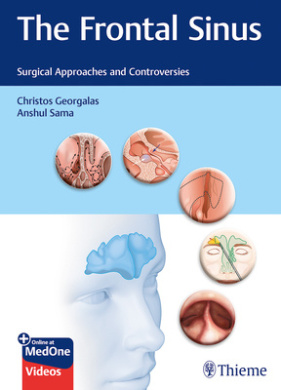 The Frontal Sinus
Surgical Approaches and Controversies
Christos Georgalas
Anshul Sama
+ Online at
MedOne
Videos
Thieme